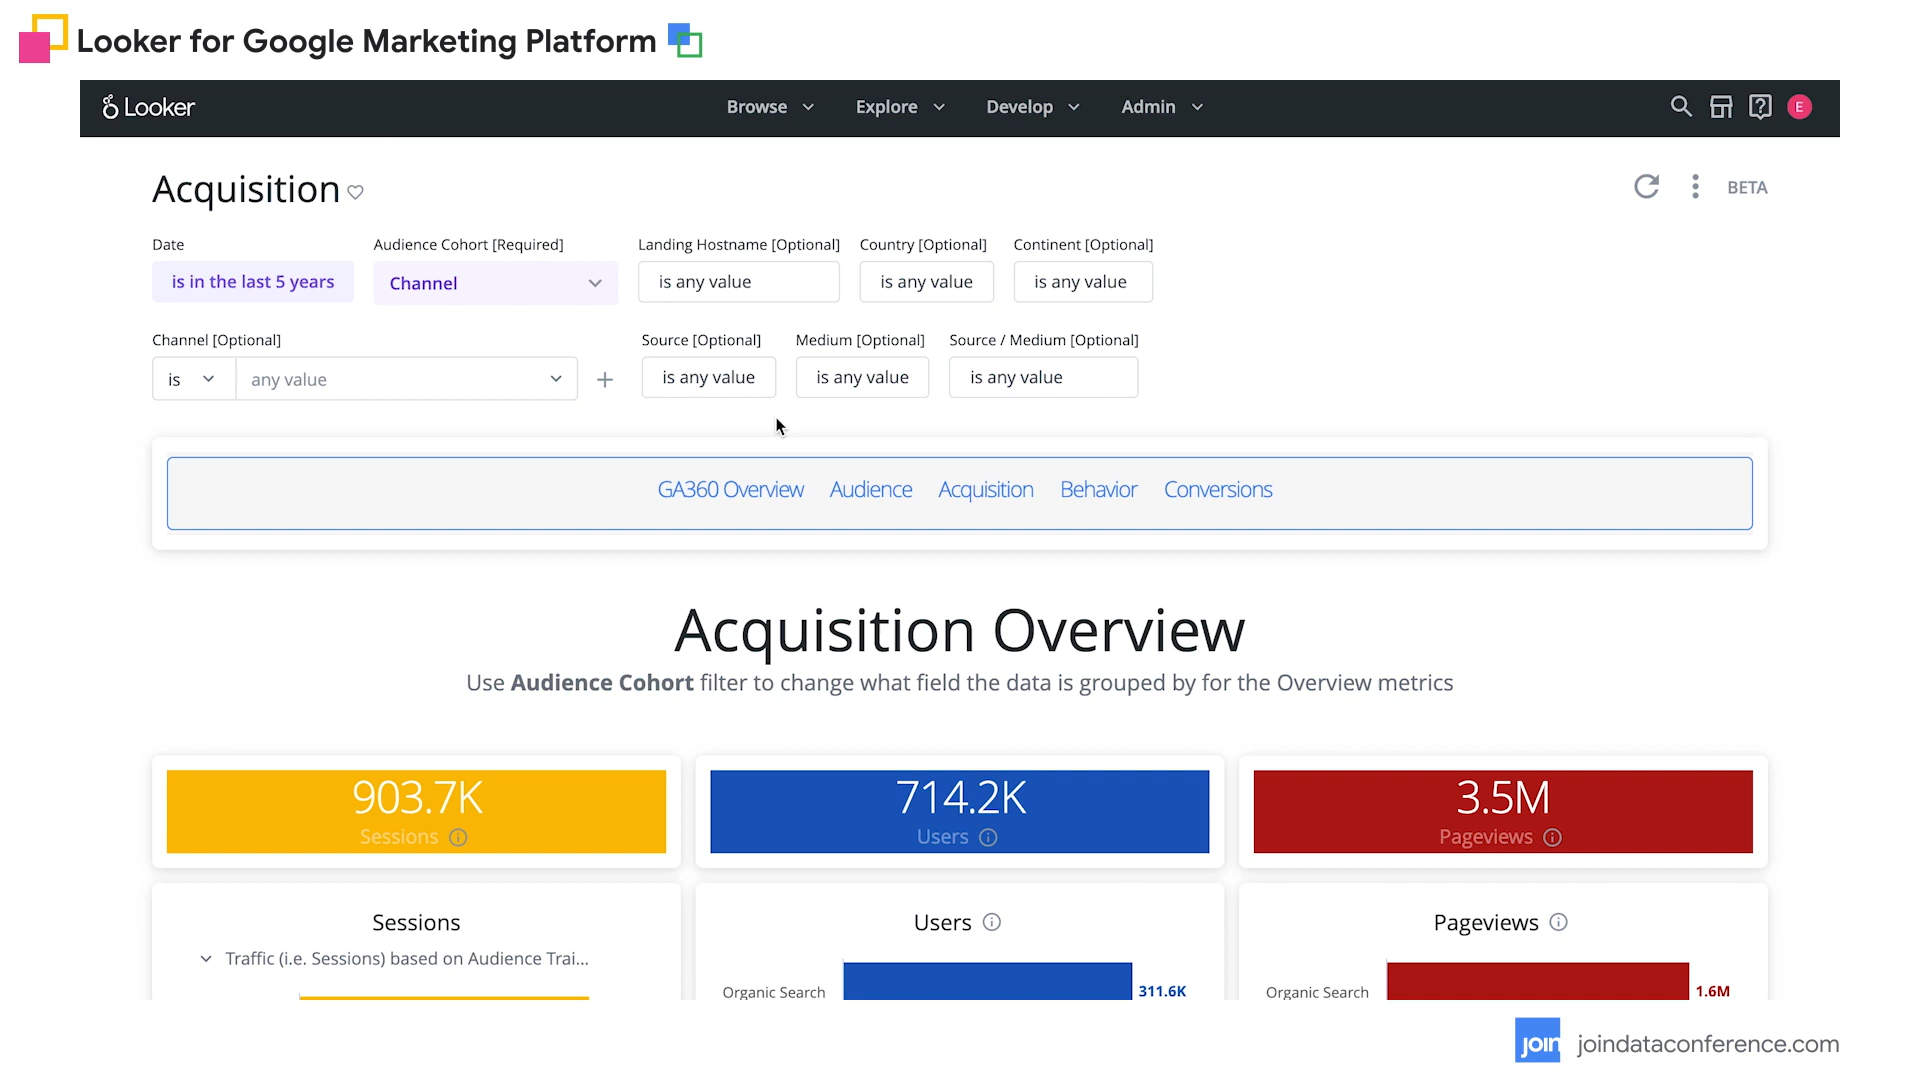 Looker for Google Marketing Platform
Looker
Browse
Explore
Develop
Admin
E
Acquisition
BETA
Date
Audience Cohort [Required]
Landing Hostname [Optional]
Country [Optional]
Continent [Optional]
is in the last 5 years
Channel
is any value
is any value
is any value
Channel [Optional]
Source [Optional]
Medium [Optional]
Source / Medium [Optional]
is
any value
is any value
is any value
is any value
GA360 Overview
Audience
Acquisition
Behavior
Conversions
Acquisition Overview
Use Audience Cohort filter to change what field the data is grouped by for the Overview metrics
903.7K
Sessions
714.2K
Users
3.5M
Pageviews
Sessions
Traffic (i.e. Sessions) based on Audience Trai...
Users
Organic Search
311.6K
Pageviews
Organic Search
1.6M
join
joindataconference.com